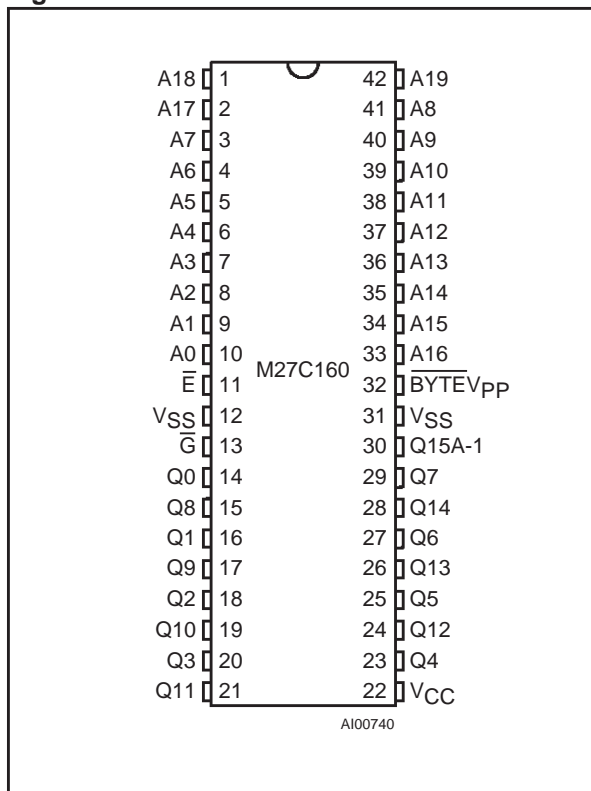 A18 1 42 A19
A17 2 41 A8
A7 3 40 A9
A6 4 39 A10
A5 5 38 A11
A4 6 37 A12
A3 7 36 A13
A2 8 35 A14
A1 9 34 A15
A0 10 33 A16
M27C160
E̅ 11 32 B̅Y̅T̅E̅VPP
VSS 12 31 VSS
G̅ 13 30 Q15A-1
Q0 14 29 Q7
Q8 15 28 Q14
Q1 16 27 Q6
Q9 17 26 Q13
Q2 18 25 Q5
Q10 19 24 Q12
Q3 20 23 Q4
Q11 21 22 VCC
AI00740